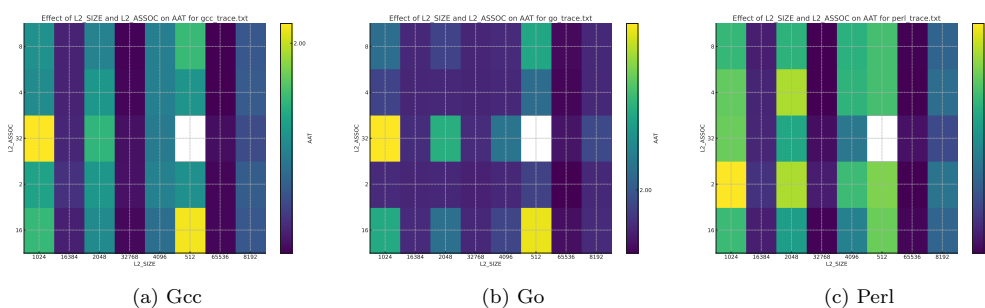 Effect of L2_SIZE and L2_ASSOC on AAT for gcc_trace.txt
8
4
32
2
16
L2_ASSOC
1024 16384 2048 32768 4096 512 65536 8192
L2_SIZE
2.00
AAT
(a) Gcc
Effect of L2_SIZE and L2_ASSOC on AAT for go_trace.txt
8
4
32
2
16
L2_ASSOC
1024 16384 2048 32768 4096 512 65536 8192
L2_SIZE
2.00
AAT
(b) Go
Effect of L2_SIZE and L2_ASSOC on AAT for perl_trace.txt
8
4
32
2
16
L2_ASSOC
1024 16384 2048 32768 4096 512 65536 8192
L2_SIZE
(c) Perl